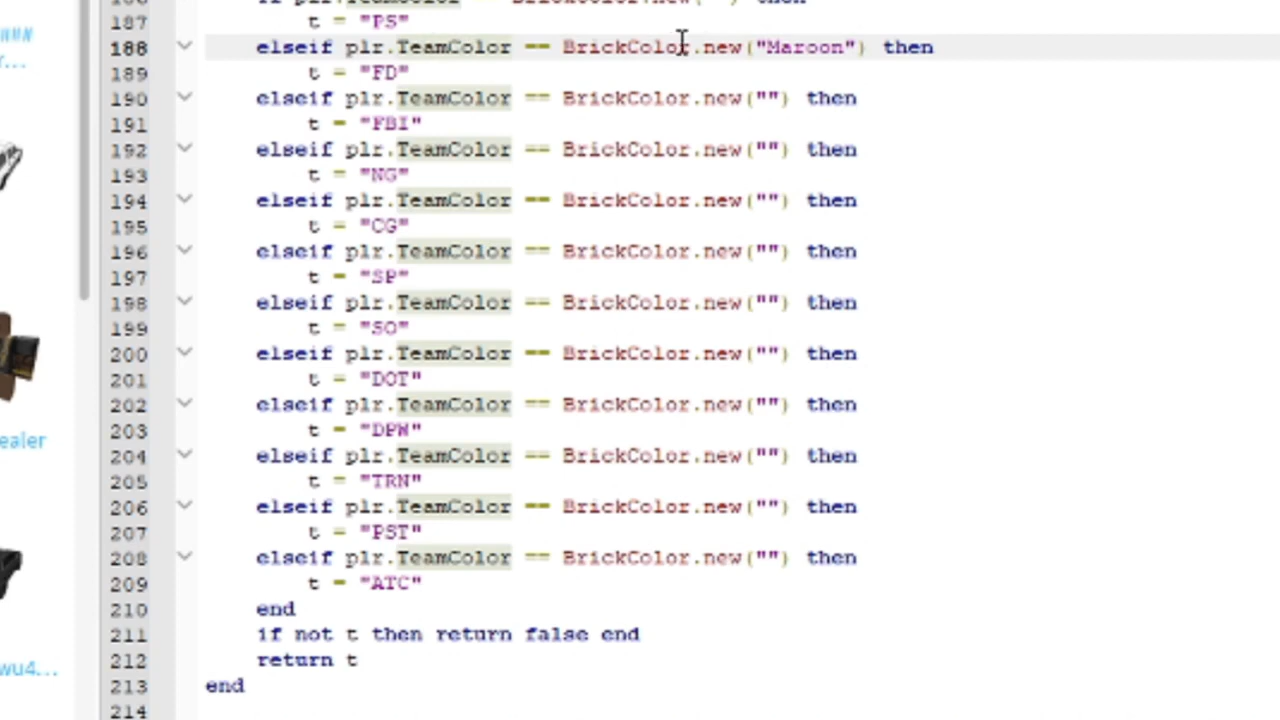 ###
r...
ealer
wu4...
187 t = "PS"
188 elseif plr.TeamColor == BrickColor.new("Maroon") then
189 t = "FD"
190 elseif plr.TeamColor == BrickColor.new("") then
191 t = "FBI"
192 elseif plr.TeamColor == BrickColor.new("") then
193 t = "NG"
194 elseif plr.TeamColor == BrickColor.new("") then
195 t = "CG"
196 elseif plr.TeamColor == BrickColor.new("") then
197 t = "SP"
198 elseif plr.TeamColor == BrickColor.new("") then
199 t = "SO"
200 elseif plr.TeamColor == BrickColor.new("") then
201 t = "DOT"
202 elseif plr.TeamColor == BrickColor.new("") then
203 t = "DPW"
204 elseif plr.TeamColor == BrickColor.new("") then
205 t = "TRN"
206 elseif plr.TeamColor == BrickColor.new("") then
207 t = "PST"
208 elseif plr.TeamColor == BrickColor.new("") then
209 t = "ATC"
210 end
211 if not t then return false end
212 return t
213 end
214